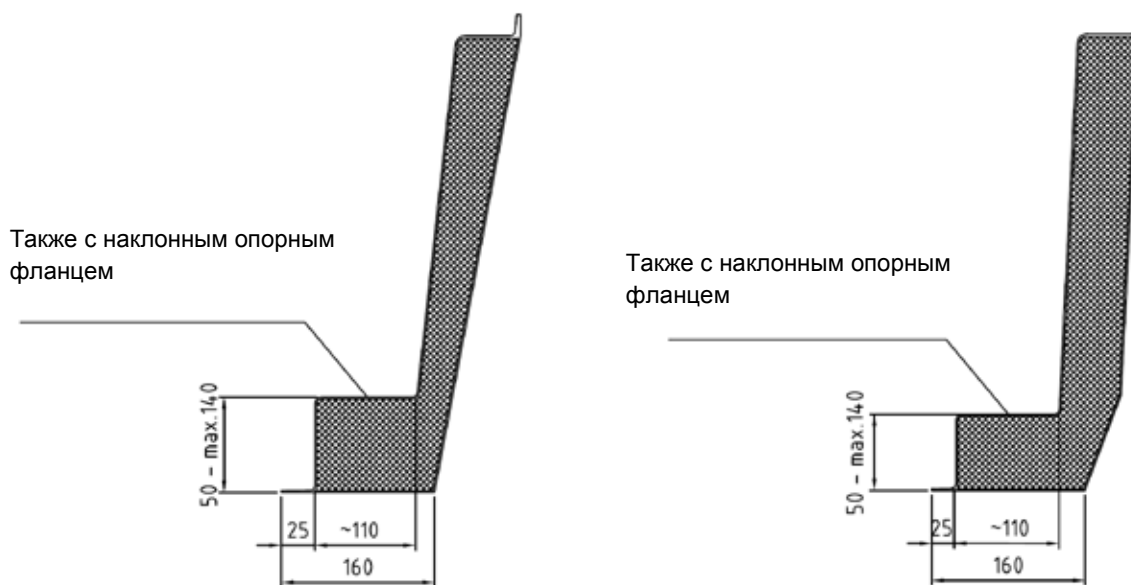 Также с наклонным опорным
фланцем
50 – max.140
25
~110
160
Также с наклонным опорным
фланцем
50 – max.140
25
~110
160